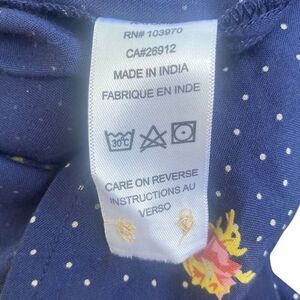 RN# 103970
CA#26912
MADE IN INDIA
FABRIQUE EN INDE
30°C
CARE ON REVERSE
INSTRUCTIONS AU
VERSO